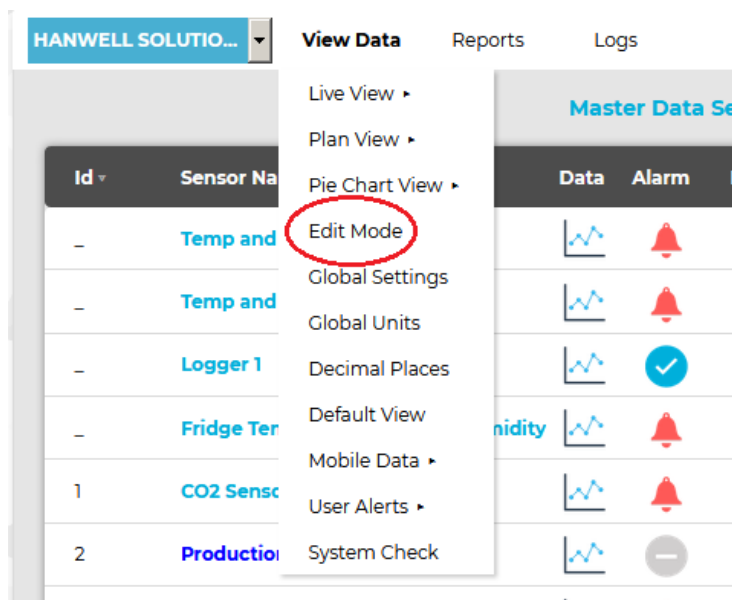 HANWELL SOLUTIO... View Data Reports Logs
Live View
Master Data Se
Plan View
Id Sensor Na Data Alarm
Pie Chart View
_ Temp and
Edit Mode
Global Settings
_ Temp and
Global Units
_ Logger 1
Decimal Places
Default View
_ Fridge Ter nidity
Mobile Data
1 CO2 Senso
User Alerts
2 Production
System Check